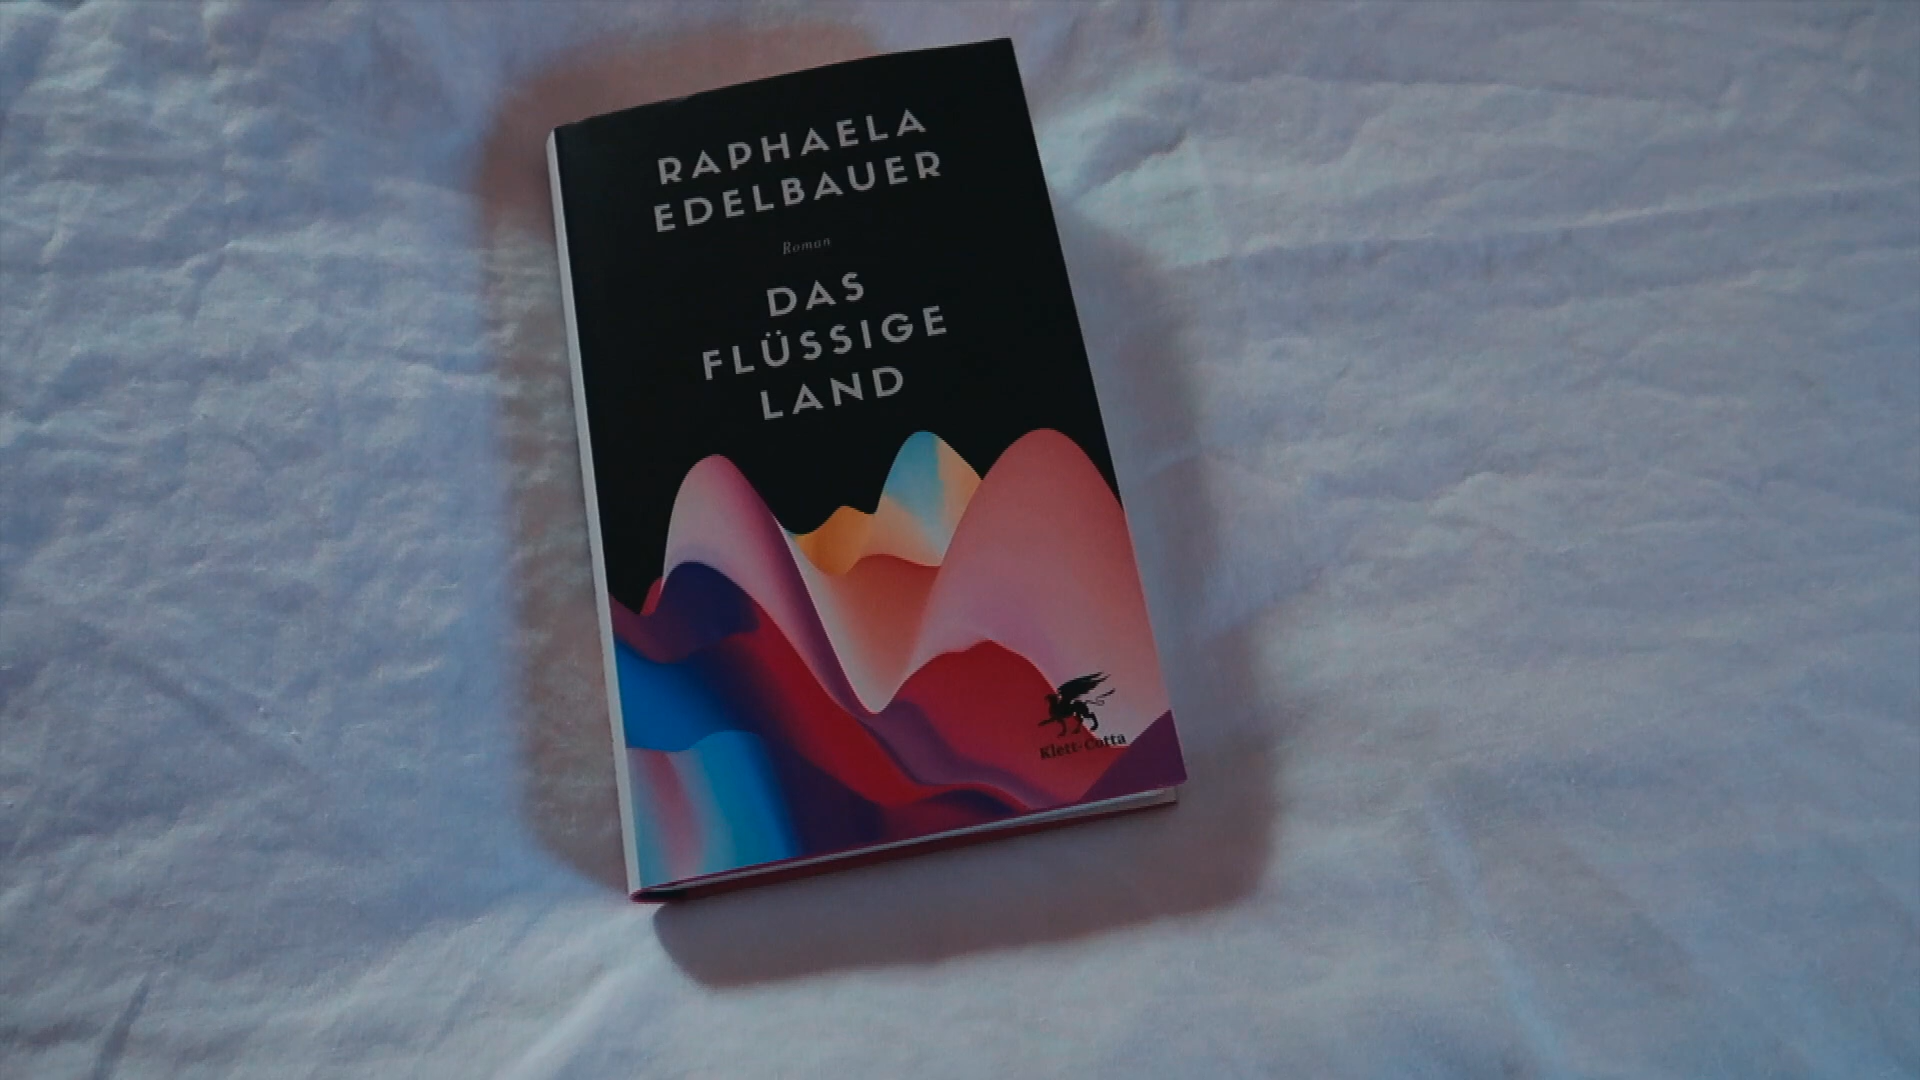 RAPHAELA
EDELBAUER
Roman
DAS
FLÜSSIGE
LAND
Klett-Cotta